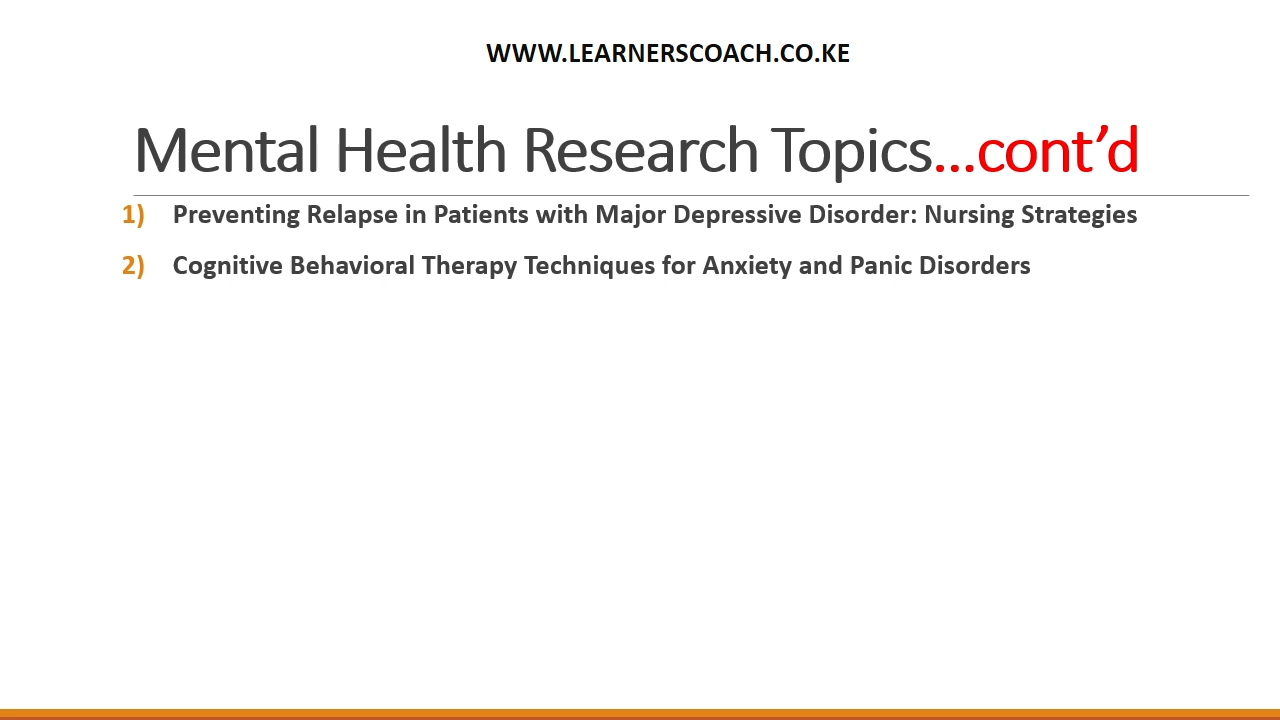 WWW.LEARNERSCOACH.CO.KE
Mental Health Research Topics...cont’d
1) Preventing Relapse in Patients with Major Depressive Disorder: Nursing Strategies
2) Cognitive Behavioral Therapy Techniques for Anxiety and Panic Disorders